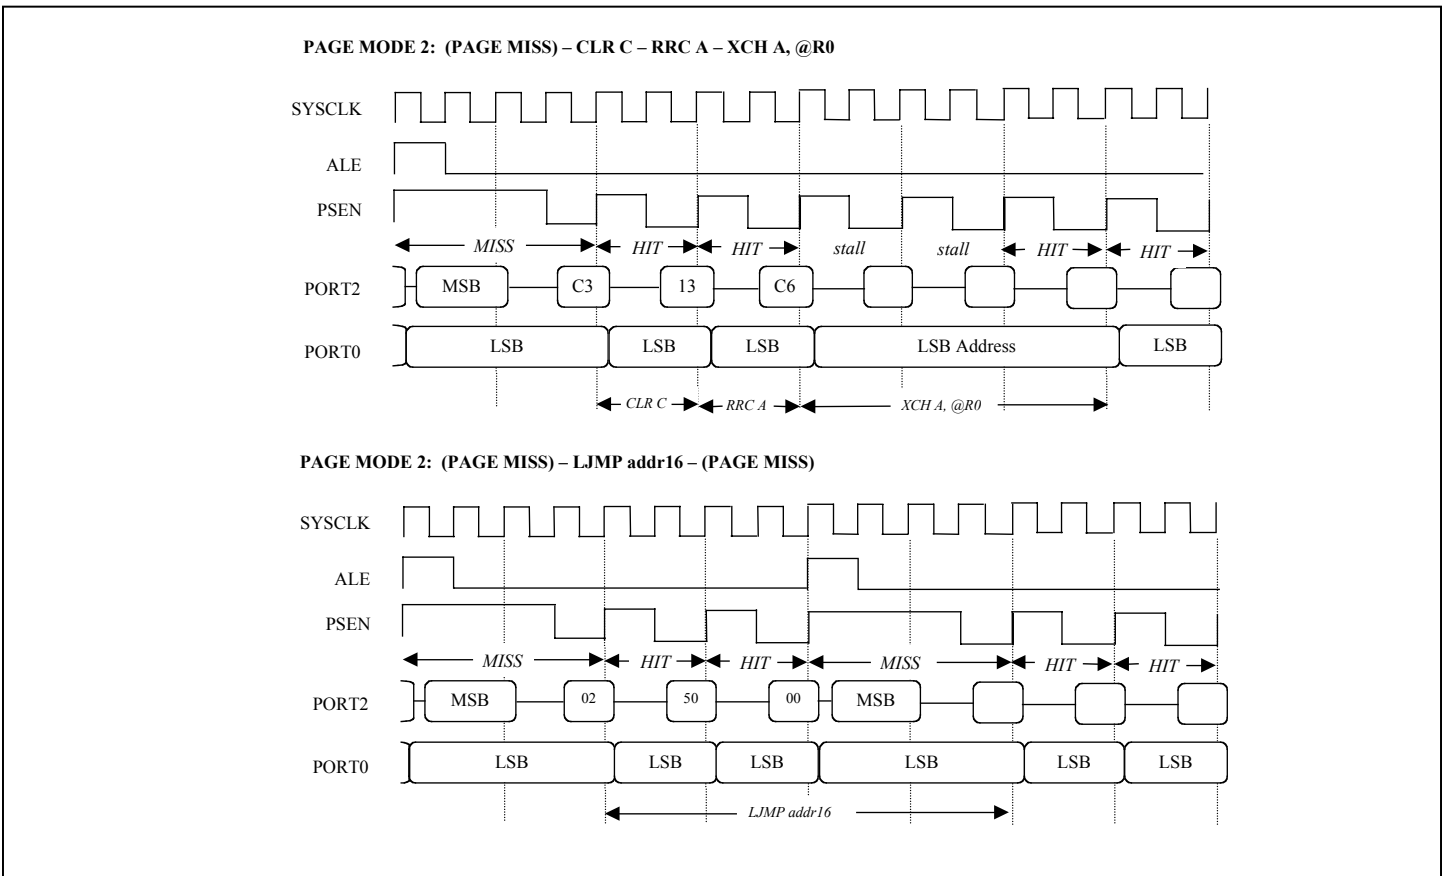 PAGE MODE 2: (PAGE MISS) – CLR C – RRC A – XCH A, @R0
SYSCLK
ALE
PSEN
MISS HIT HIT stall stall HIT HIT
PORT2 MSB C3 13 C6
PORT0 LSB LSB LSB LSB Address LSB
CLR C RRC A XCH A, @R0
PAGE MODE 2: (PAGE MISS) – LJMP addr16 – (PAGE MISS)
SYSCLK
ALE
PSEN
MISS HIT HIT MISS HIT HIT
PORT2 MSB 02 50 00 MSB
PORT0 LSB LSB LSB LSB LSB LSB
LJMP addr16